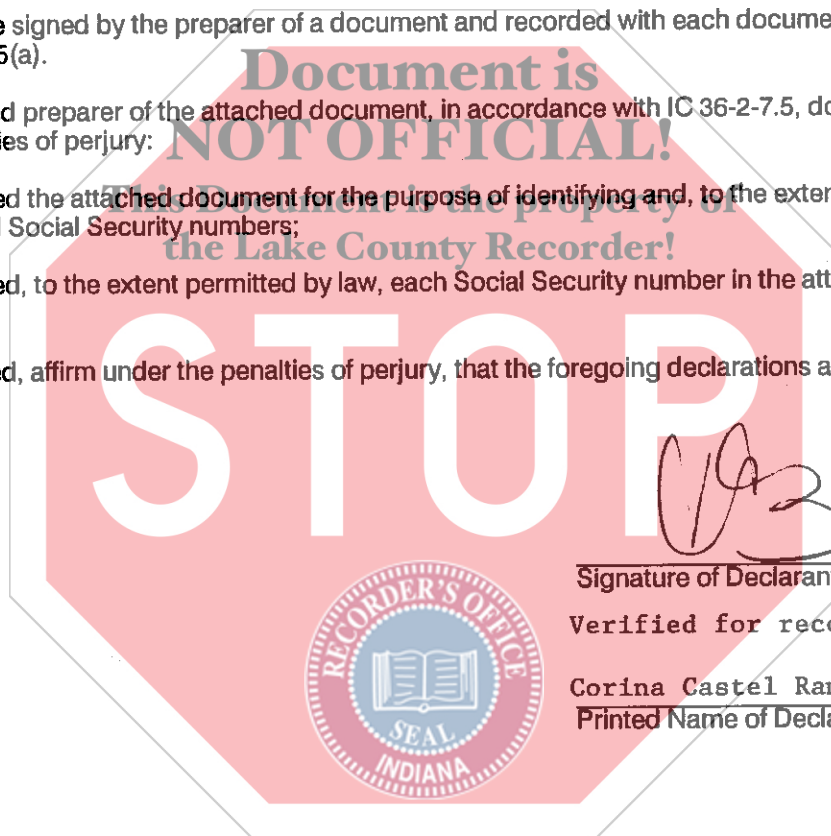 e signed by the preparer of a document and recorded with each docume
5(a).
Document is
d preparer of the attached document, in accordance with IC 36-2-7.5, do
ies of perjury:
NOT OFFICIAL!
ed the attached document for the purpose of identifying and, to the exter
This Document is the property of
l Social Security numbers;
the Lake County Recorder!
ed, to the extent permitted by law, each Social Security number in the att
ed, affirm under the penalties of perjury, that the foregoing declarations a
STOP
Signature of Declaran
Verified for reco
Corina Castel Ran
Printed Name of Decla
RECORDER'S OFFICE
SEAL
INDIANA